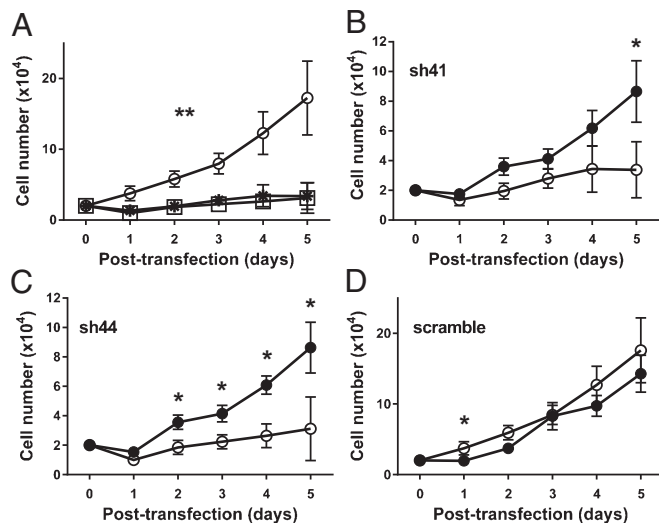 A
Cell number (x10⁴)
20
10
0
**
0 1 2 3 4 5
Post-transfection (days)
B
sh41
Cell number (x10⁴)
12
10
8
6
4
2
0
*
0 1 2 3 4 5
Post-transfection (days)
C
sh44
Cell number (x10⁴)
12
10
8
6
4
2
0
* * * *
0 1 2 3 4 5
Post-transfection (days)
D
scramble
Cell number (x10⁴)
20
10
0
*
0 1 2 3 4 5
Post-transfection (days)